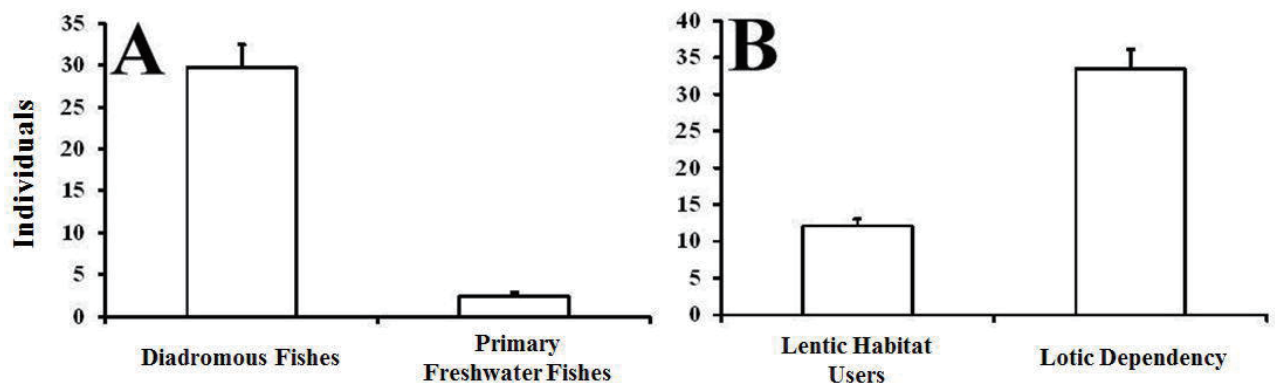 A
Individuals
35
30
25
20
15
10
5
0
Diadromous Fishes
Primary
Freshwater Fishes
B
40
35
30
25
20
15
10
5
0
Lentic Habitat
Users
Lotic Dependency